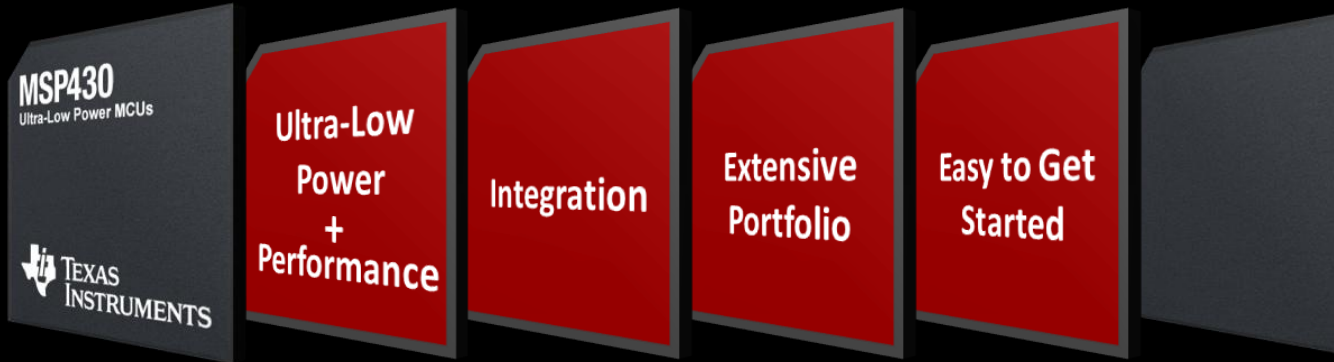 MSP430
Ultra-Low Power MCUs
TEXAS
INSTRUMENTS
Ultra-Low
Power
+
Performance
Integration
Extensive
Portfolio
Easy to Get
Started